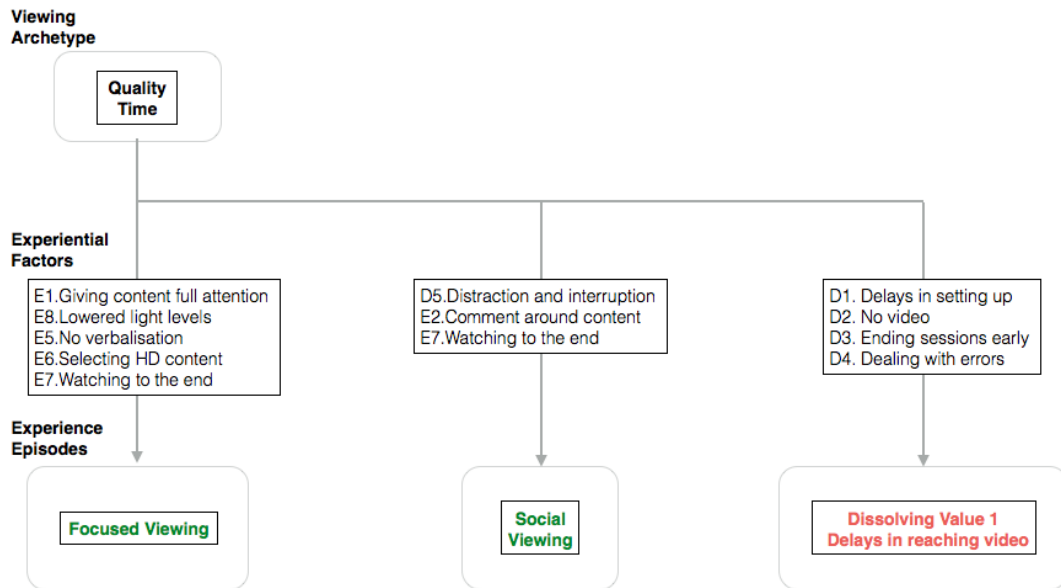 Viewing
Archetype
Quality
Time
Experiential
Factors
E1.Giving content full attention
E8.Lowered light levels
E5.No verbalisation
E6.Selecting HD content
E7.Watching to the end
D5.Distraction and interruption
E2.Comment around content
E7.Watching to the end
D1. Delays in setting up
D2. No video
D3. Ending sessions early
D4. Dealing with errors
Experience
Episodes
Focused Viewing
Social
Viewing
Dissolving Value 1
Delays in reaching video